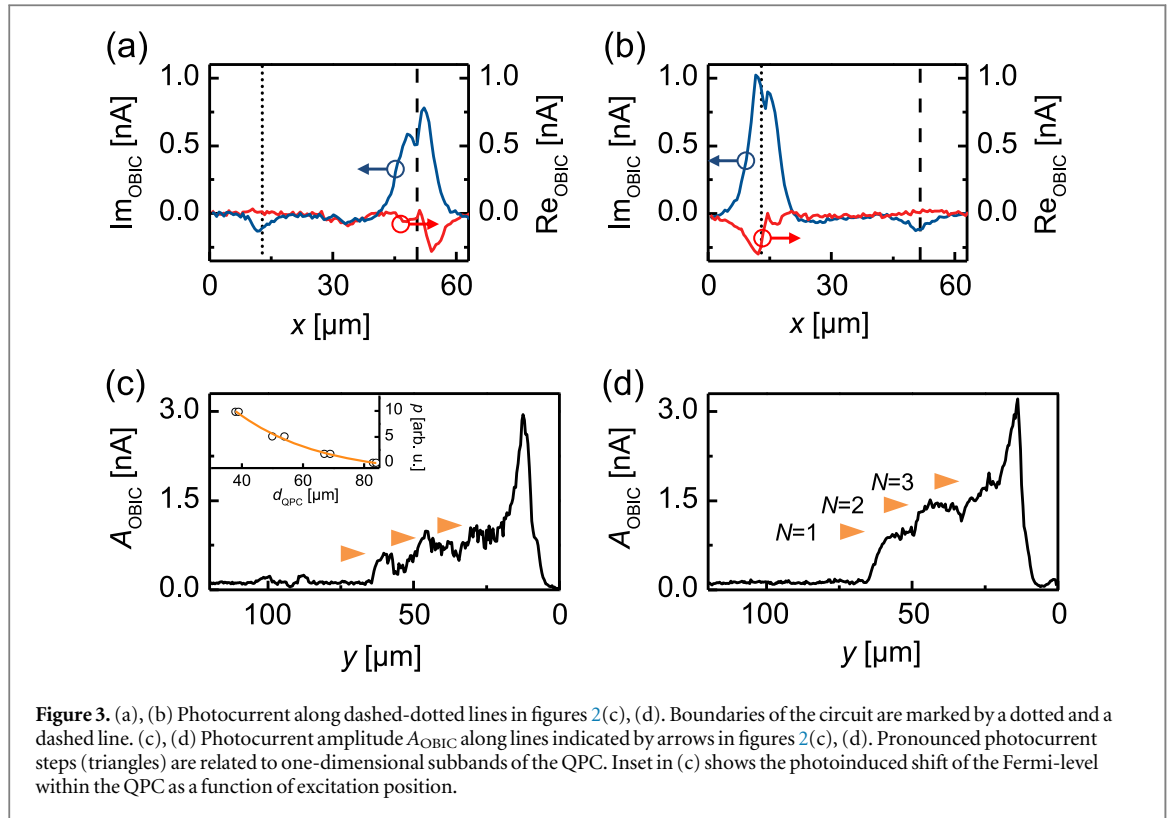 (a)
(b)
Im_OBIC [nA]
1.0
0.5
0.0
1.0
0.5
0.0
Re_OBIC [nA]
0
30
60
x [µm]
Im_OBIC [nA]
1.0
0.5
0.0
1.0
0.5
0.0
Re_OBIC [nA]
0
30
60
x [µm]
(c)
(d)
A_OBIC [nA]
3.0
1.5
0.0
10
5
0
p [arb. u.]
40
60
80
d_QPC [µm]
100
50
0
y [µm]
A_OBIC [nA]
3.0
1.5
0.0
N=3
N=2
N=1
100
50
0
y [µm]
Figure 3. (a), (b) Photocurrent along dashed-dotted lines in figures 2(c), (d). Boundaries of the circuit are marked by a dotted and a
dashed line. (c), (d) Photocurrent amplitude A_OBIC along lines indicated by arrows in figures 2(c), (d). Pronounced photocurrent
steps (triangles) are related to one-dimensional subbands of the QPC. Inset in (c) shows the photoinduced shift of the Fermi-level
within the QPC as a function of excitation position.